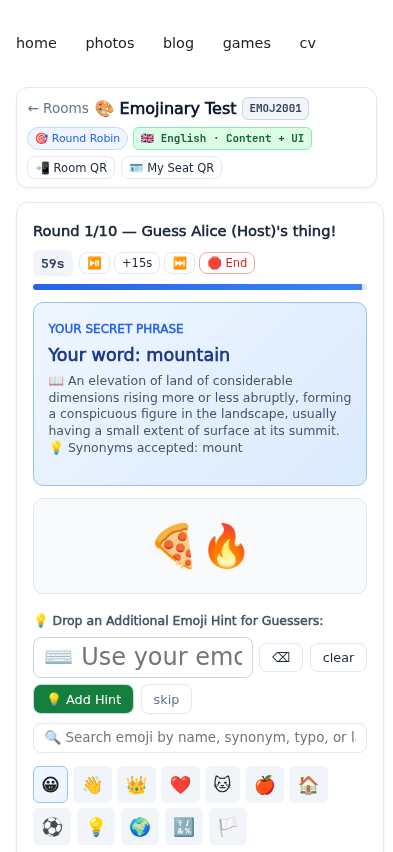 home photos blog games cv
← Rooms 🎨 Emojinary Test EMOJ2001
🎯 Round Robin 🇬🇧 English · Content + UI
📲 Room QR 🪪 My Seat QR
Round 1/10 — Guess Alice (Host)'s thing!
59s ⏯️ +15s ⏭️ 🛑 End
YOUR SECRET PHRASE
Your word: mountain
📖 An elevation of land of considerable
dimensions rising more or less abruptly, forming
a conspicuous figure in the landscape, usually
having a small extent of surface at its summit.
💡 Synonyms accepted: mount
🍕🔥
💡 Drop an Additional Emoji Hint for Guessers:
⌨️ Use your emo ⌫ clear
💡 Add Hint skip
🔍 Search emoji by name, synonym, typo, or l